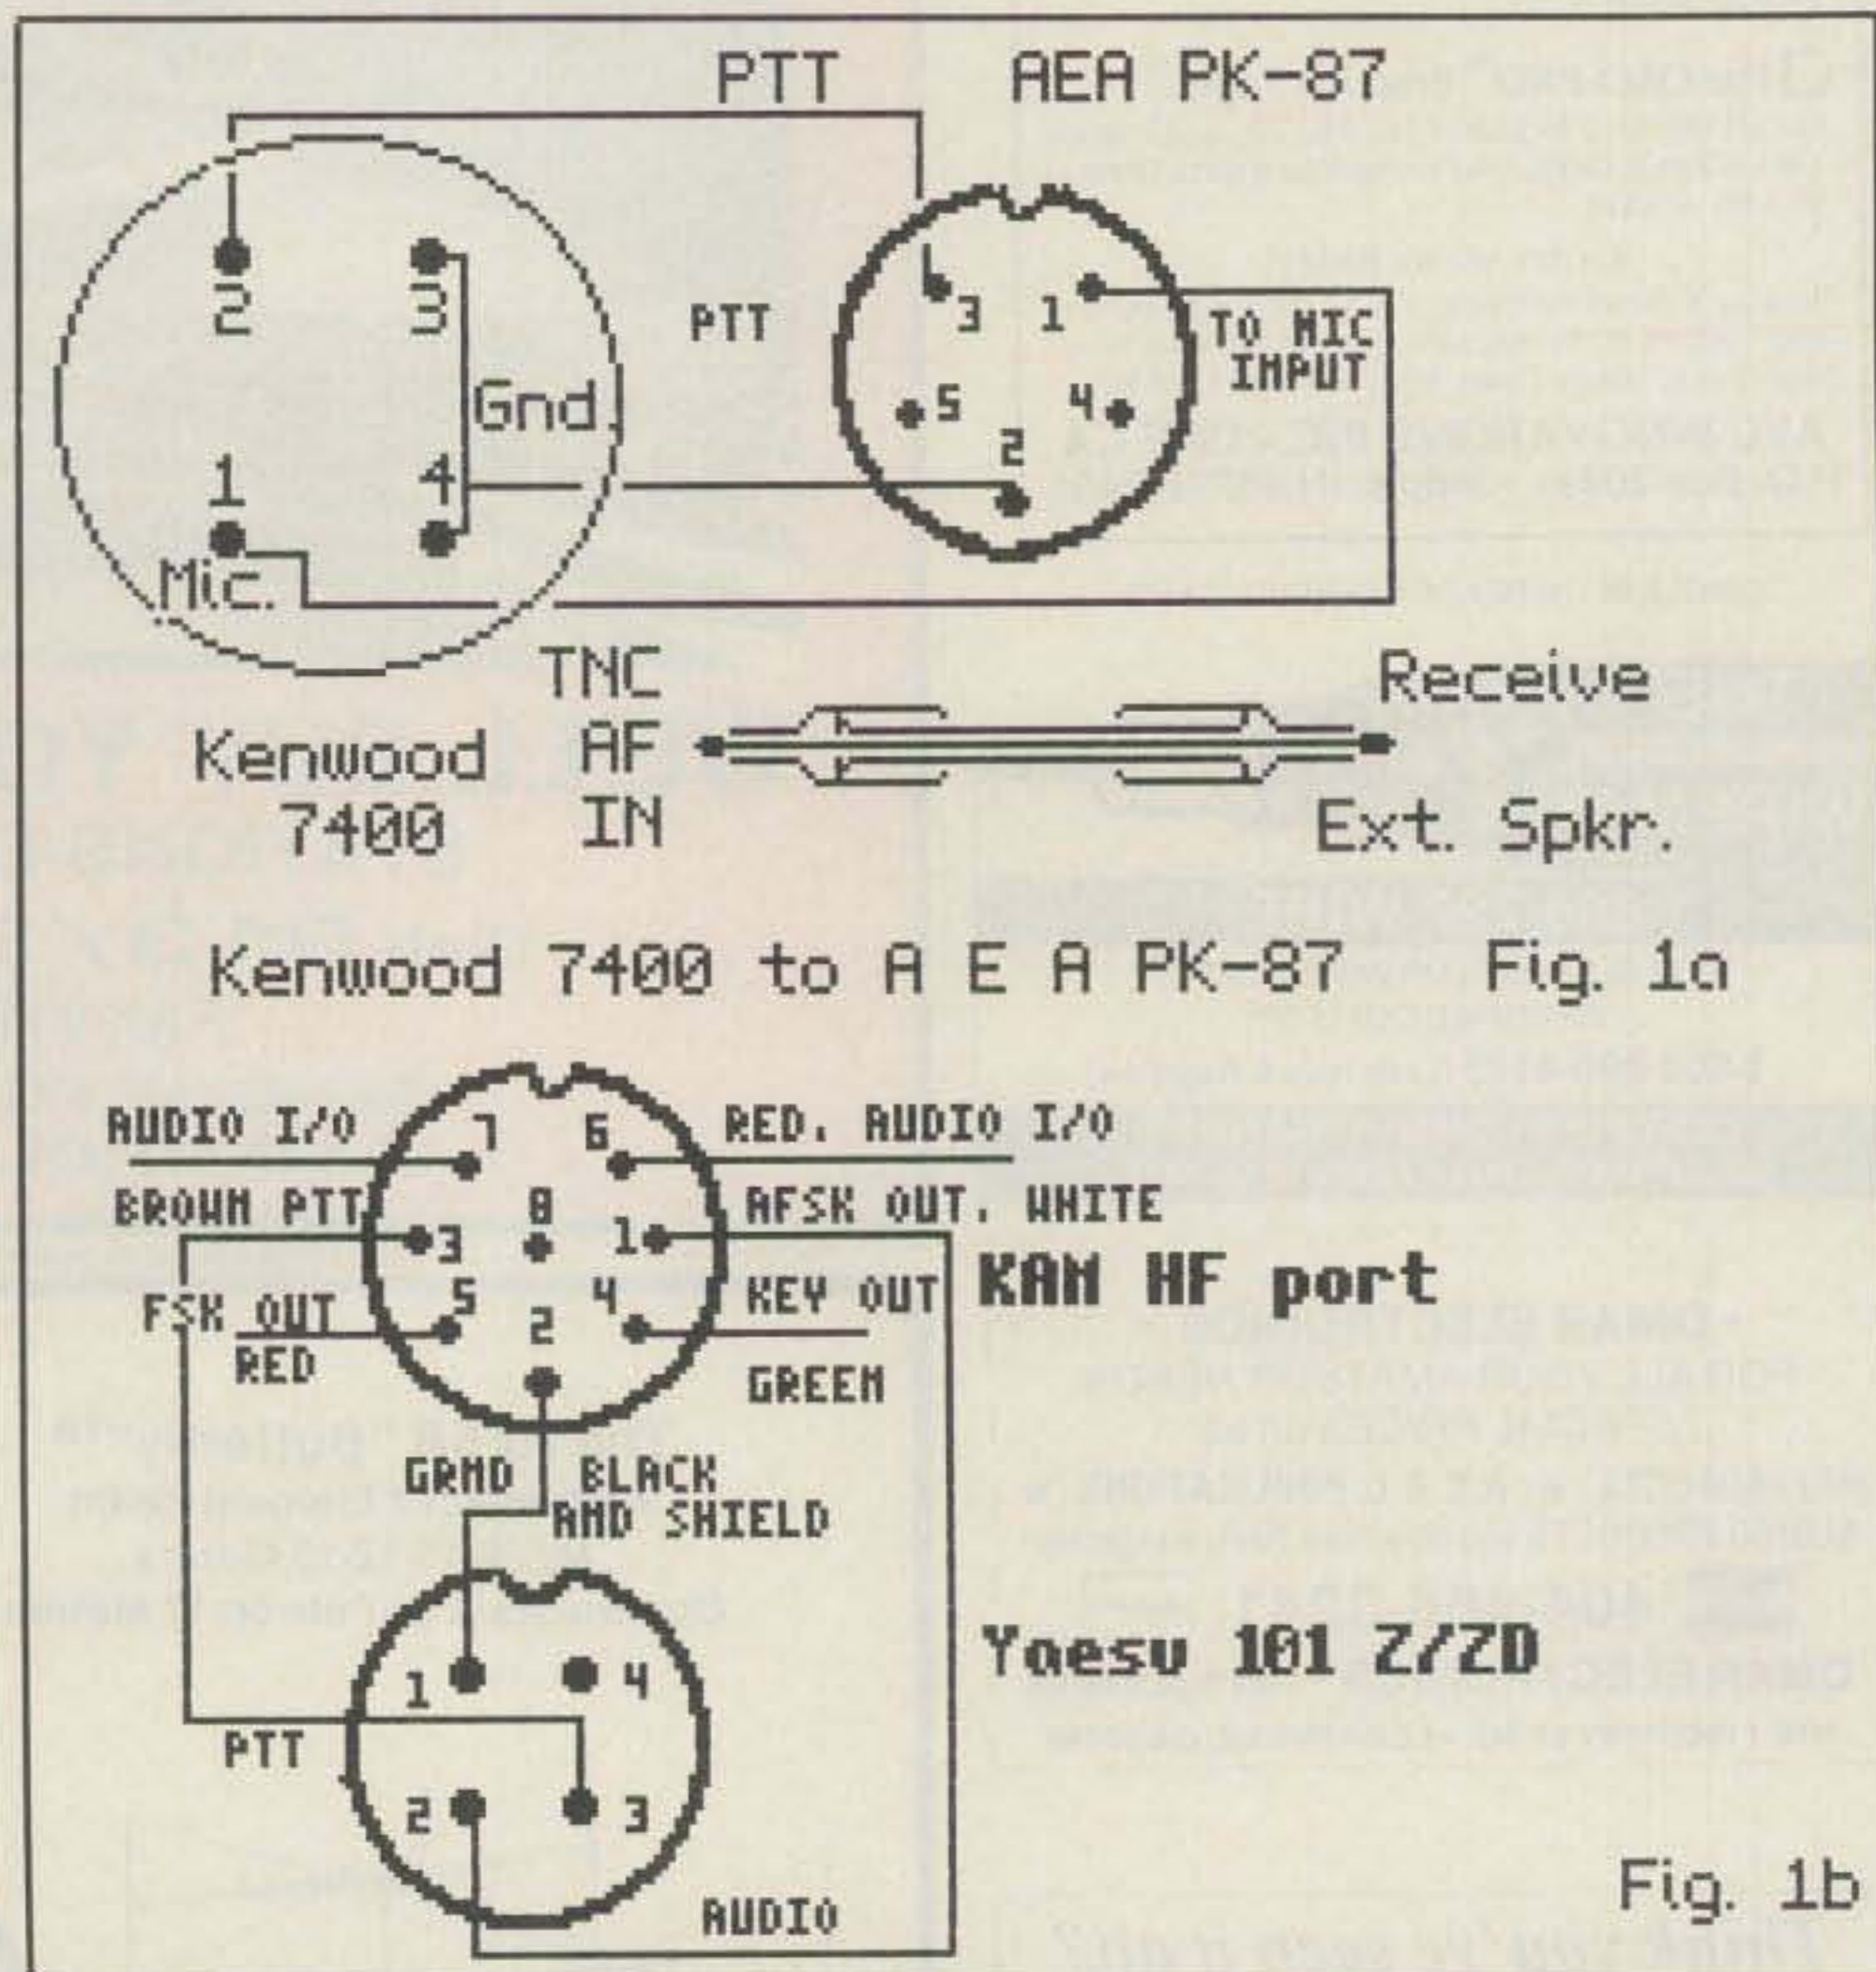 PTT AEA PK-87
2 3
PTT
3 1
TO MIC
INPUT
Gnd.
5 4
2
1 4
Mic.
TNC
AF
IN
Receive
Kenwood
7400
Ext. Spkr.
Kenwood 7400 to A E A PK-87 Fig. 1a
AUDIO I/O 7 6 RED. AUDIO I/O
BROWN PTT 8 AFSK OUT. WHITE
3 1
KAM HF port
FSK OUT 5 2 4 KEY OUT
RED GREEN
GRND BLACK
AND SHIELD
Yaesu 101 Z/ZD
1 4
PTT
2 3
AUDIO
Fig. 1b